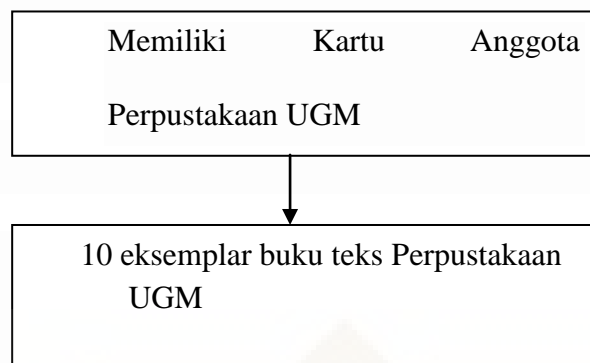 Memiliki Kartu Anggota
Perpustakaan UGM
10 eksemplar buku teks Perpustakaan
UGM